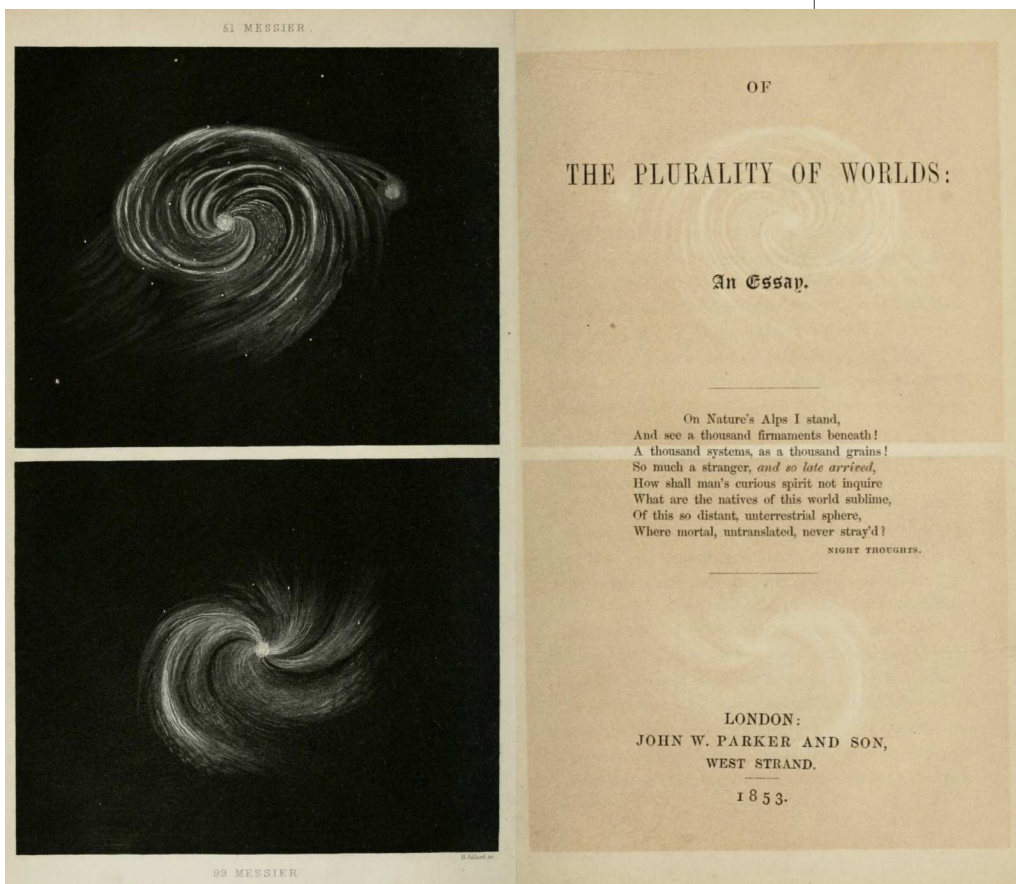 51 MESSIER.
99 MESSIER
OF
THE PLURALITY OF WORLDS:
An Essay.
On Nature's Alps I stand,
And see a thousand firmaments beneath!
A thousand systems, as a thousand grains!
So much a stranger, and so late arrived,
How shall man's curious spirit not inquire
What are the natives of this world sublime,
Of this so distant, unterrestrial sphere,
Where mortal, untranslated, never stray'd?
NIGHT THOUGHTS.
LONDON:
JOHN W. PARKER AND SON,
WEST STRAND.
1853.